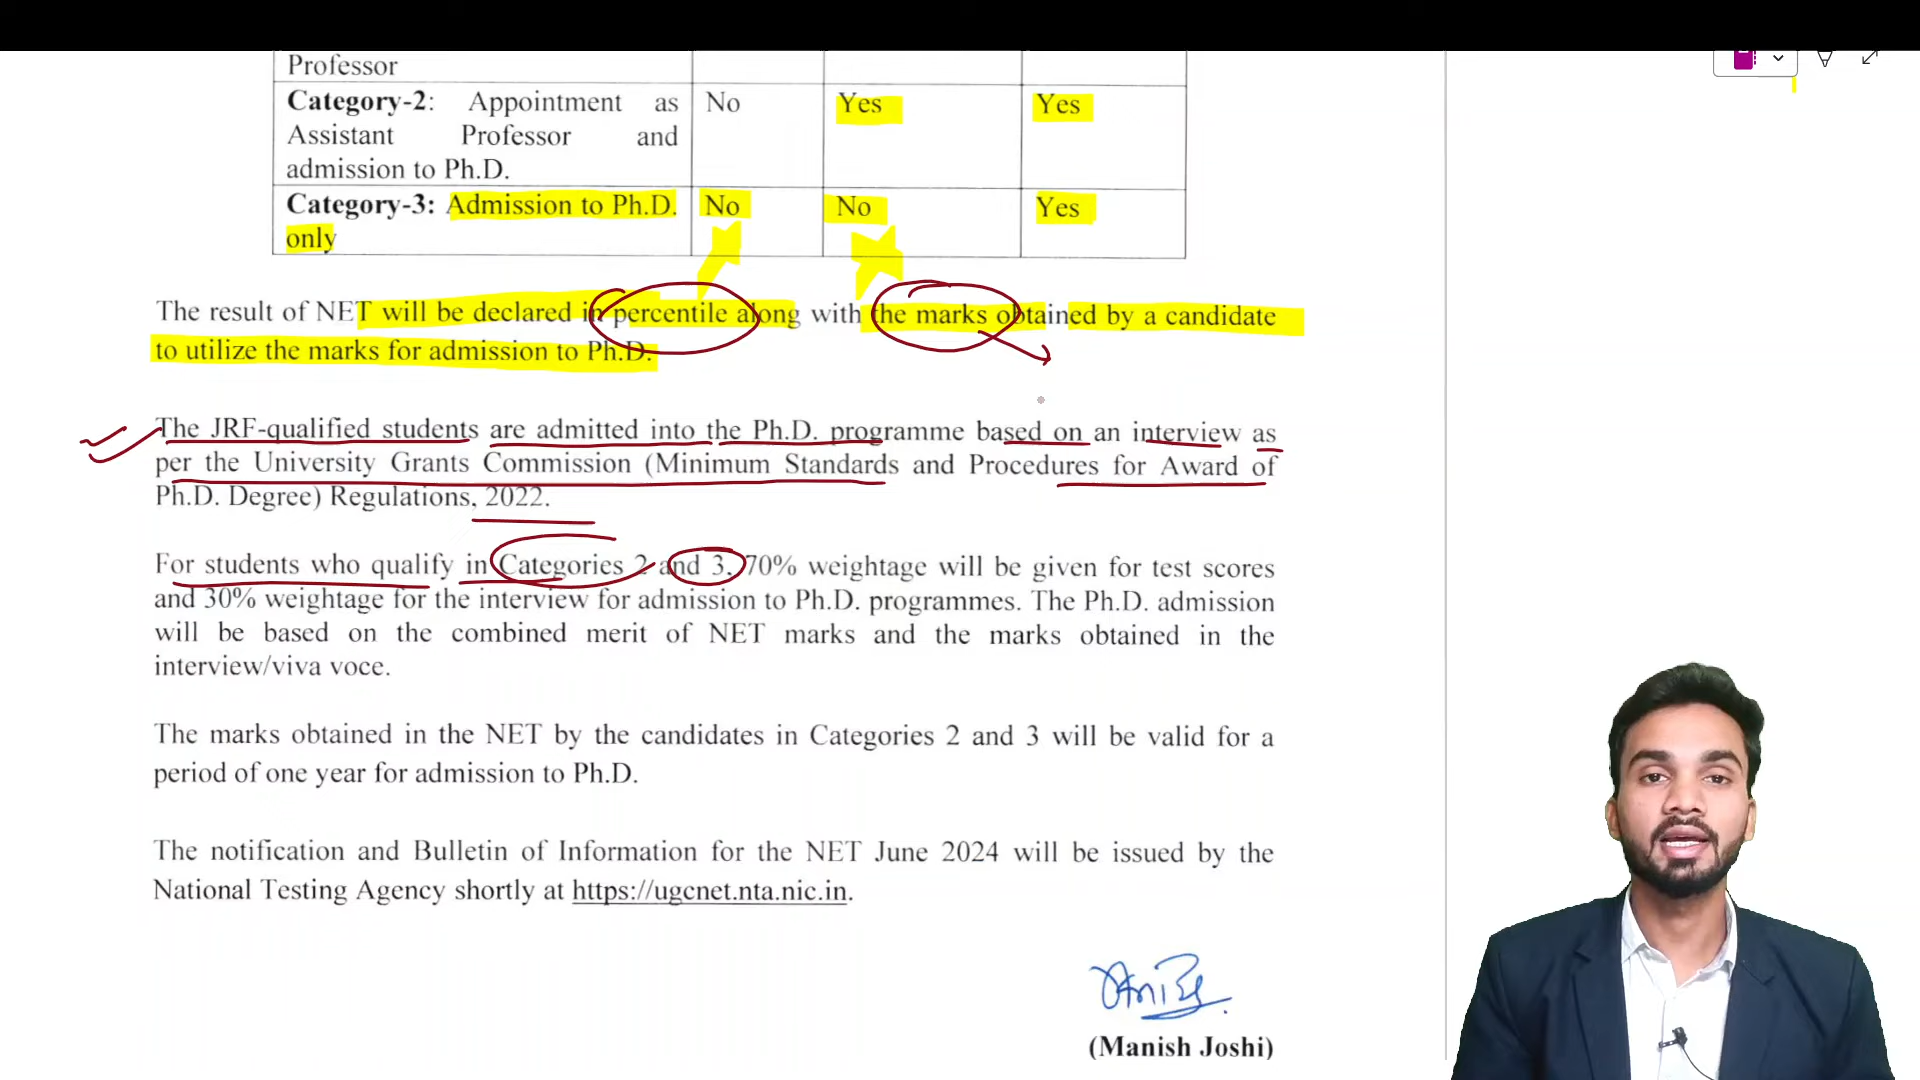 Professor
Category-2: Appointment as No Yes Yes
Assistant Professor and
admission to Ph.D.
Category-3: Admission to Ph.D. No No Yes
only
The result of NET will be declared in percentile along with the marks obtained by a candidate
to utilize the marks for admission to Ph.D.
The JRF-qualified students are admitted into the Ph.D. programme based on an interview as
per the University Grants Commission (Minimum Standards and Procedures for Award of
Ph.D. Degree) Regulations, 2022.
For students who qualify in Categories 2 and 3, 70% weightage will be given for test scores
and 30% weightage for the interview for admission to Ph.D. programmes. The Ph.D. admission
will be based on the combined merit of NET marks and the marks obtained in the
interview/viva voce.
The marks obtained in the NET by the candidates in Categories 2 and 3 will be valid for a
period of one year for admission to Ph.D.
The notification and Bulletin of Information for the NET June 2024 will be issued by the
National Testing Agency shortly at https://ugcnet.nta.nic.in.
(Manish Joshi)